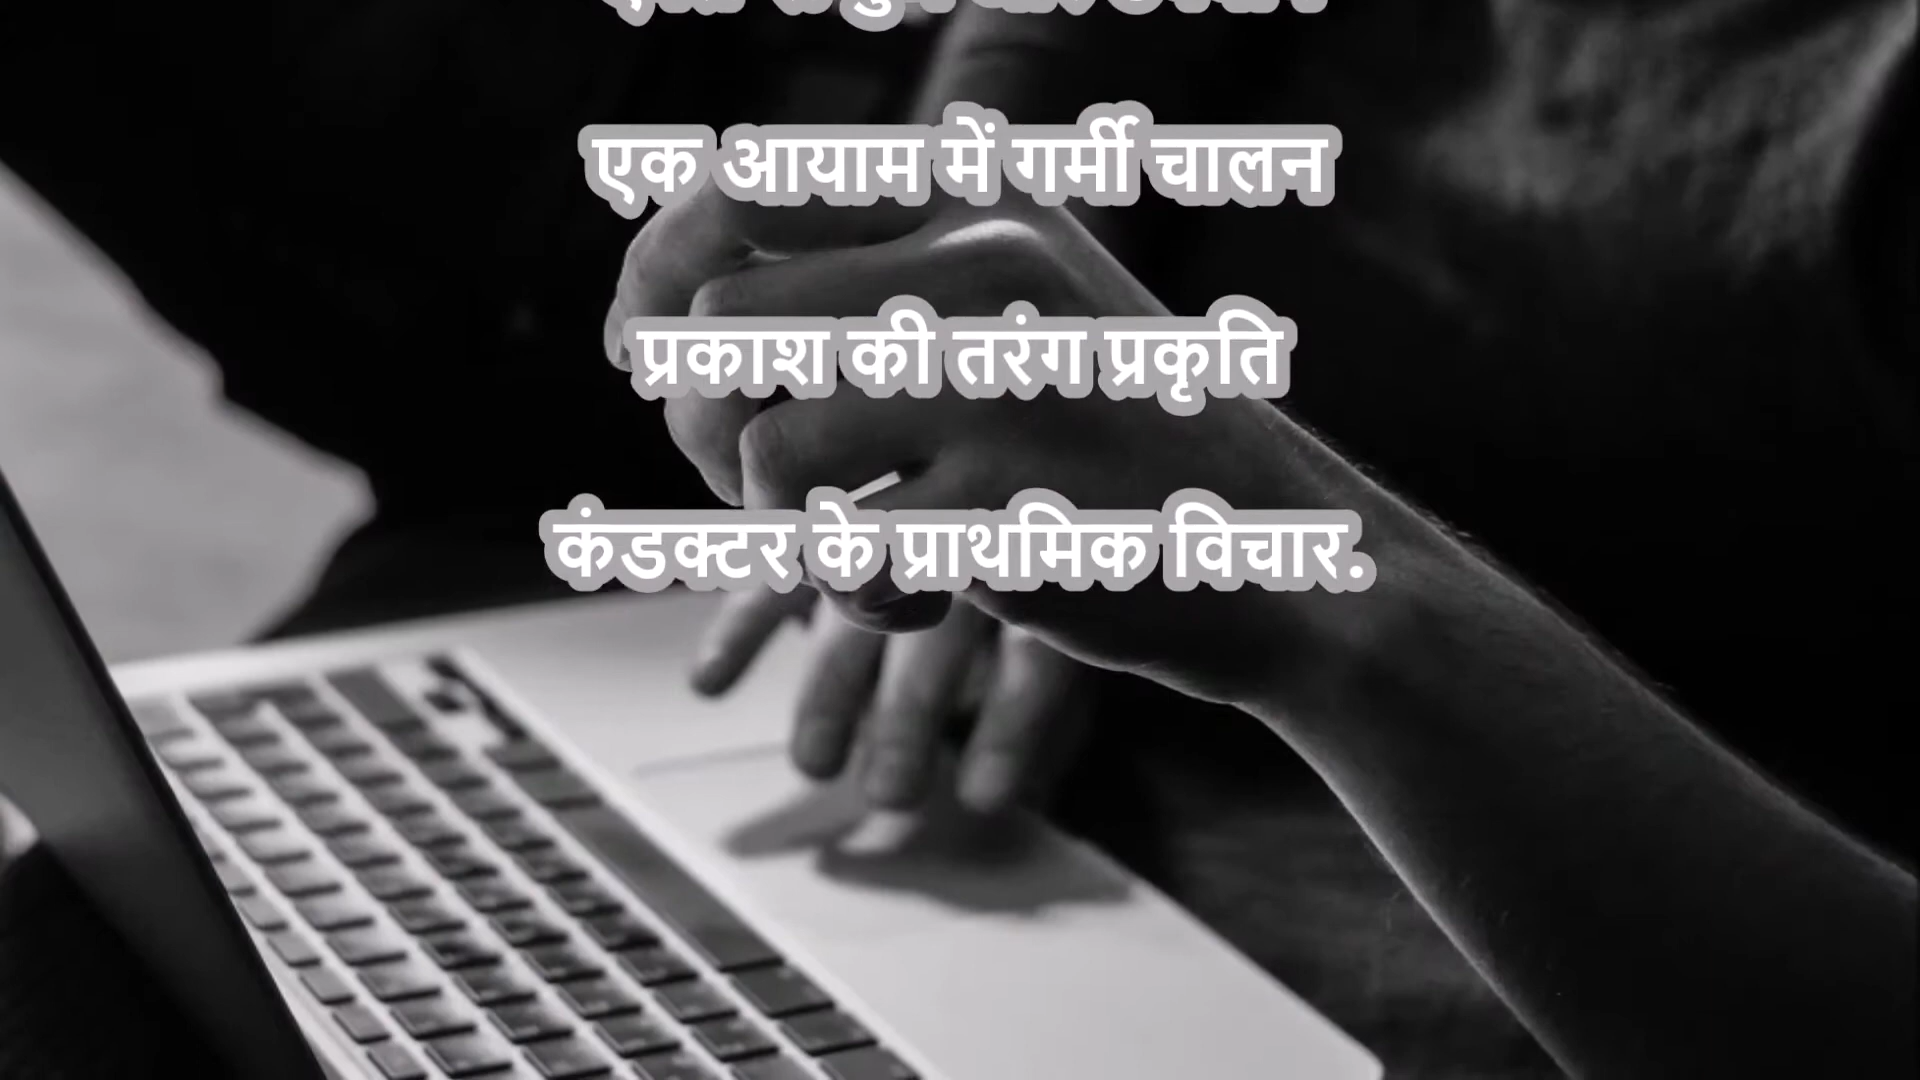 एक आयाम में गर्मी चालन
प्रकाश की तरंग प्रकृति
कंडक्टर के प्राथमिक विचार.